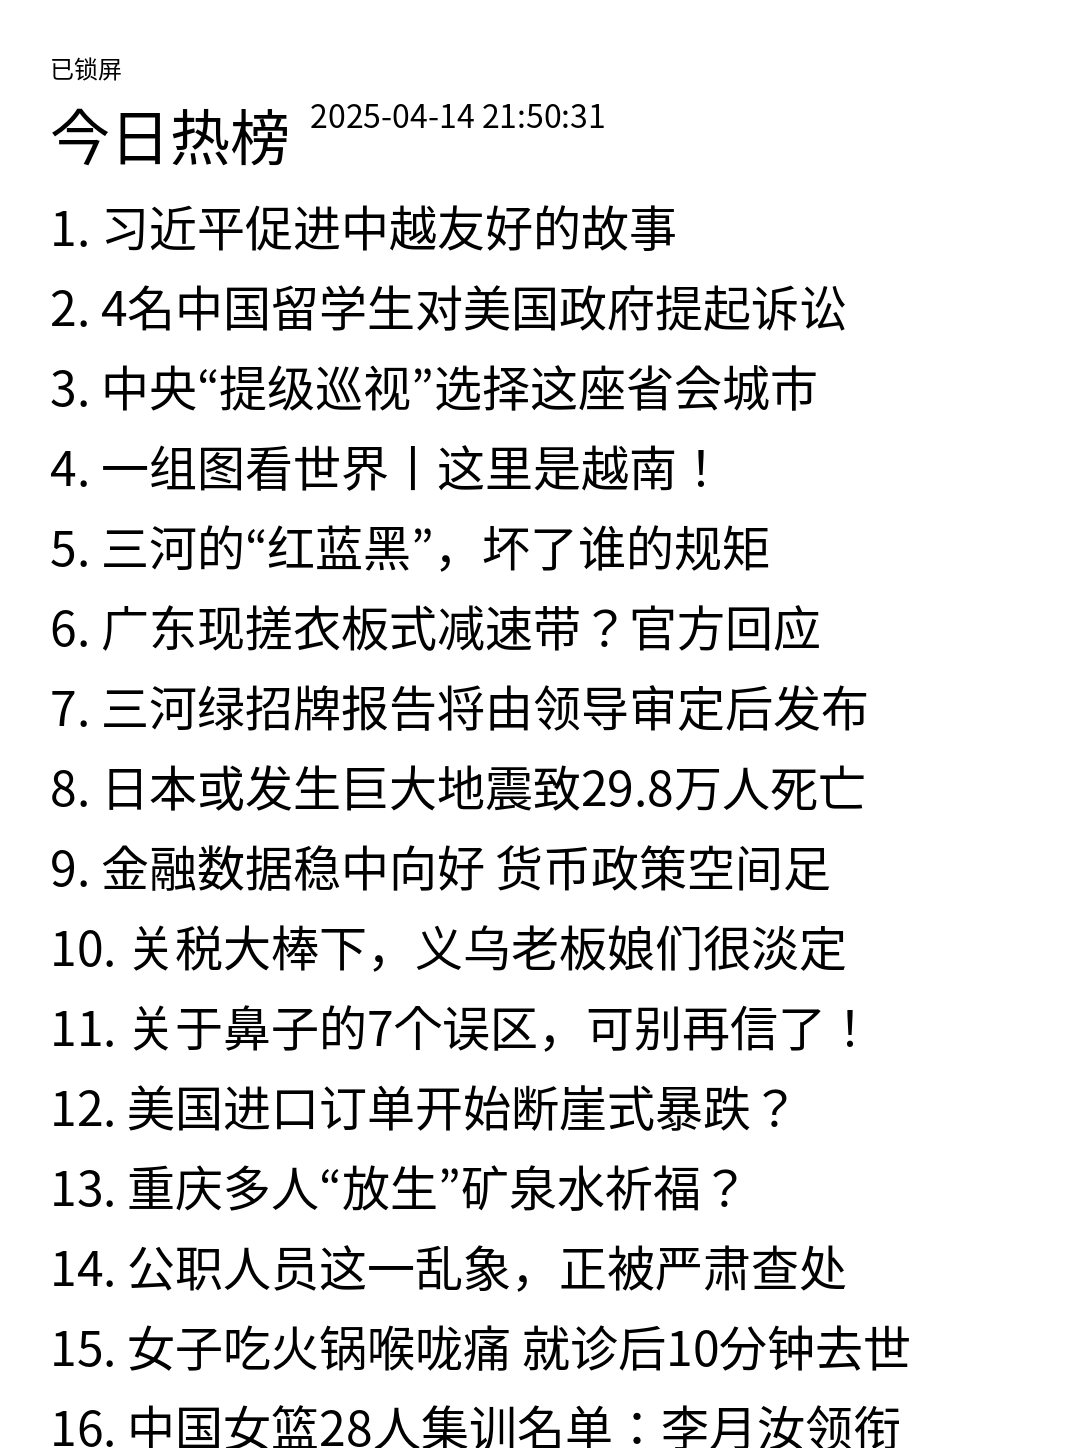 已锁屏
今日热榜 2025-04-14 21:50:31
1. 习近平促进中越友好的故事
2. 4名中国留学生对美国政府提起诉讼
3. 中央“提级巡视”选择这座省会城市
4. 一组图看世界丨这里是越南！
5. 三河的“红蓝黑”，坏了谁的规矩
6. 广东现搓衣板式减速带？官方回应
7. 三河绿招牌报告将由领导审定后发布
8. 日本或发生巨大地震致29.8万人死亡
9. 金融数据稳中向好 货币政策空间足
10. 关税大棒下，义乌老板娘们很淡定
11. 关于鼻子的7个误区，可别再信了！
12. 美国进口订单开始断崖式暴跌？
13. 重庆多人“放生”矿泉水祈福？
14. 公职人员这一乱象，正被严肃查处
15. 女子吃火锅喉咙痛 就诊后10分钟去世
16. 中国女篮28人集训名单：李月汝领衔